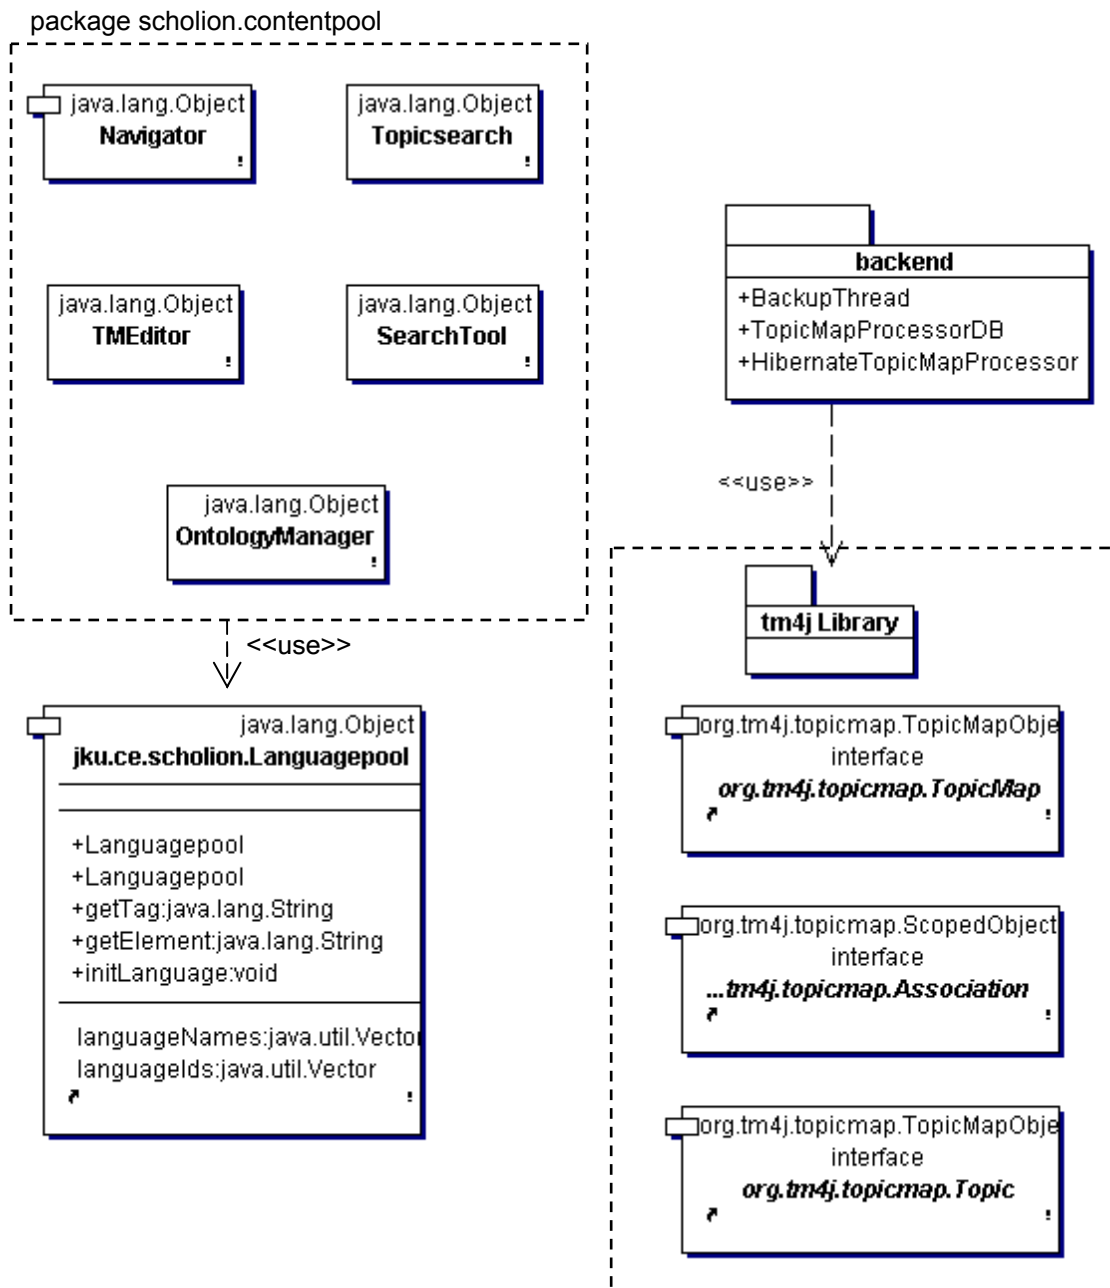 package scholion.contentpool
java.lang.Object
Navigator
!
java.lang.Object
Topicsearch
!
java.lang.Object
TMEditor
!
java.lang.Object
SearchTool
!
java.lang.Object
OntologyManager
!
<<use>>
java.lang.Object
jku.ce.scholion.Languagepool
+Languagepool
+Languagepool
+getTag:java.lang.String
+getElement:java.lang.String
+initLanguage:void
languageNames:java.util.Vector
languageIds:java.util.Vector
!
backend
+BackupThread
+TopicMapProcessorDB
+HibernateTopicMapProcessor
<<use>>
tm4j Library
org.tm4j.topicmap.TopicMapObje
interface
org.tm4j.topicmap.TopicMap
!
org.tm4j.topicmap.ScopedObject
interface
...tm4j.topicmap.Association
!
org.tm4j.topicmap.TopicMapObje
interface
org.tm4j.topicmap.Topic
!